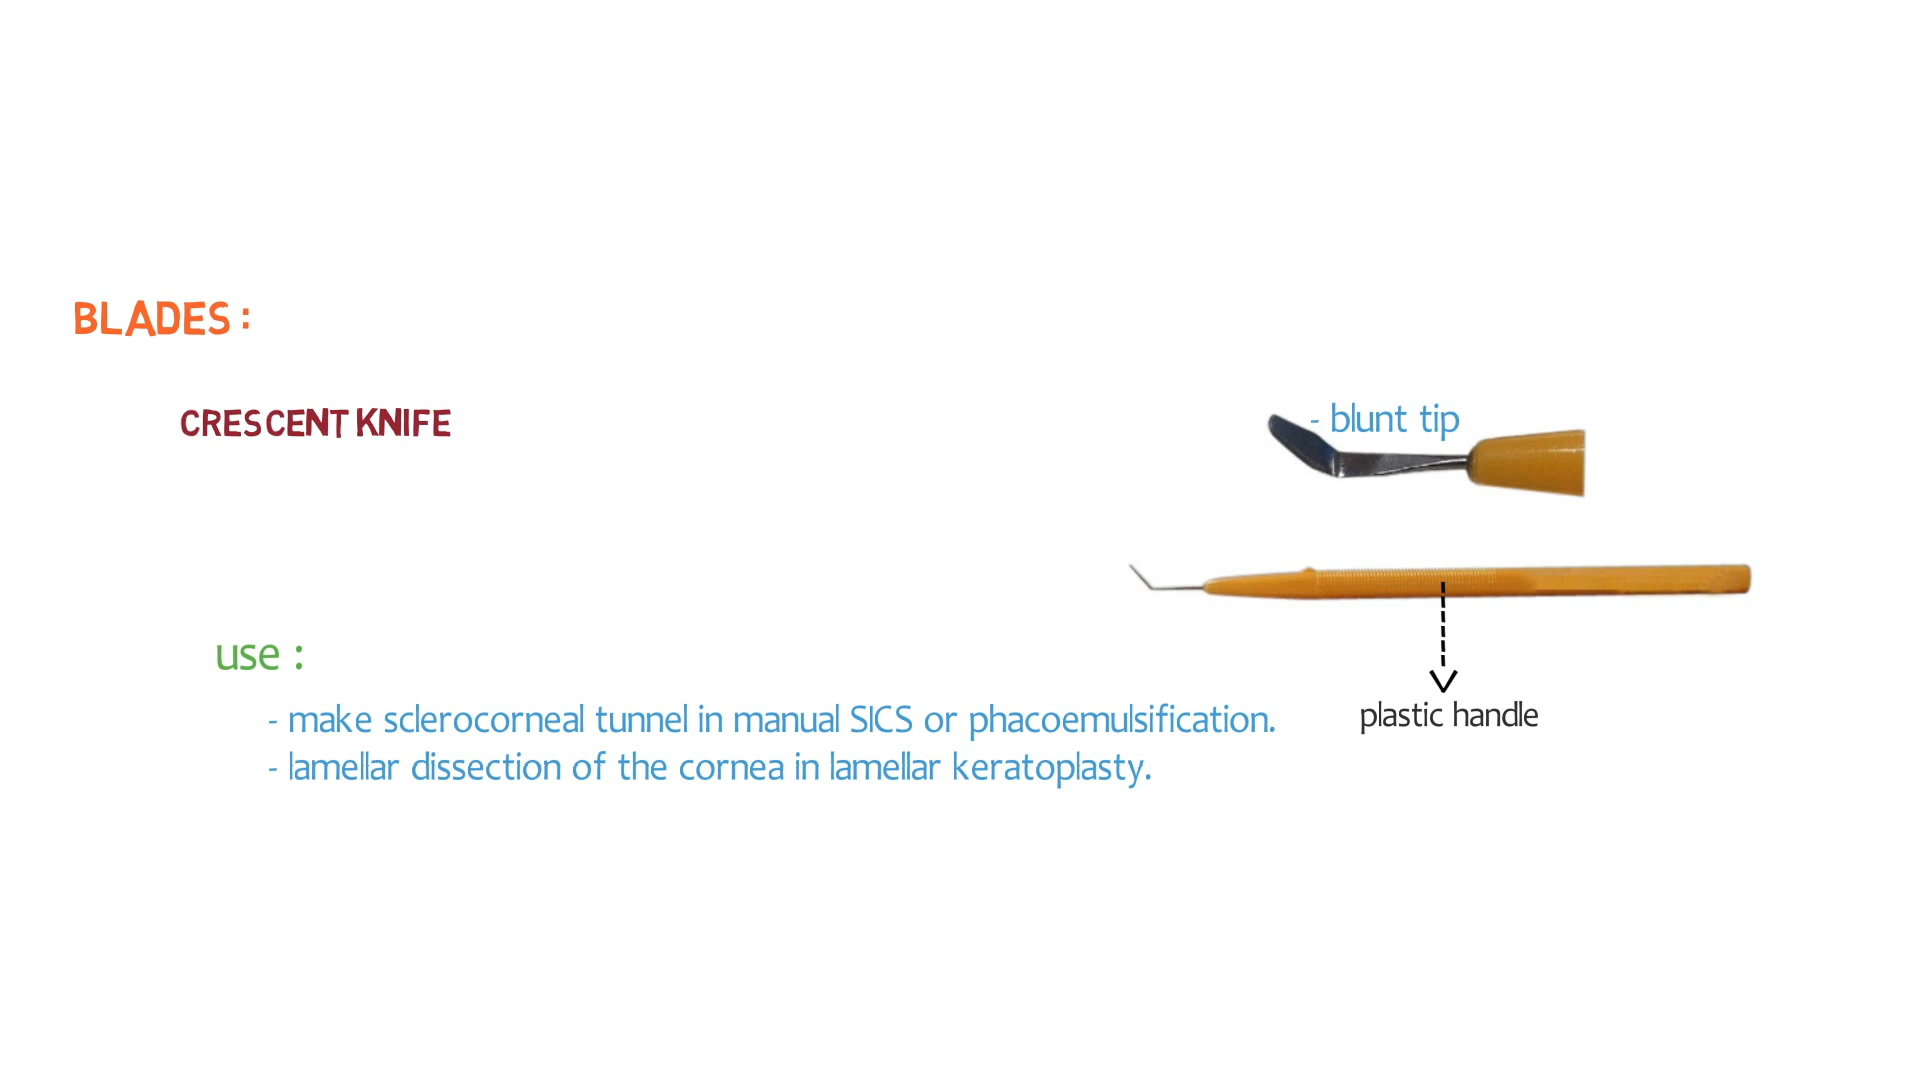 BLADES :
CRESCENT KNIFE
- blunt tip
use :
- make sclerocorneal tunnel in manual SICS or phacoemulsification.
plastic handle
- lamellar dissection of the cornea in lamellar keratoplasty.